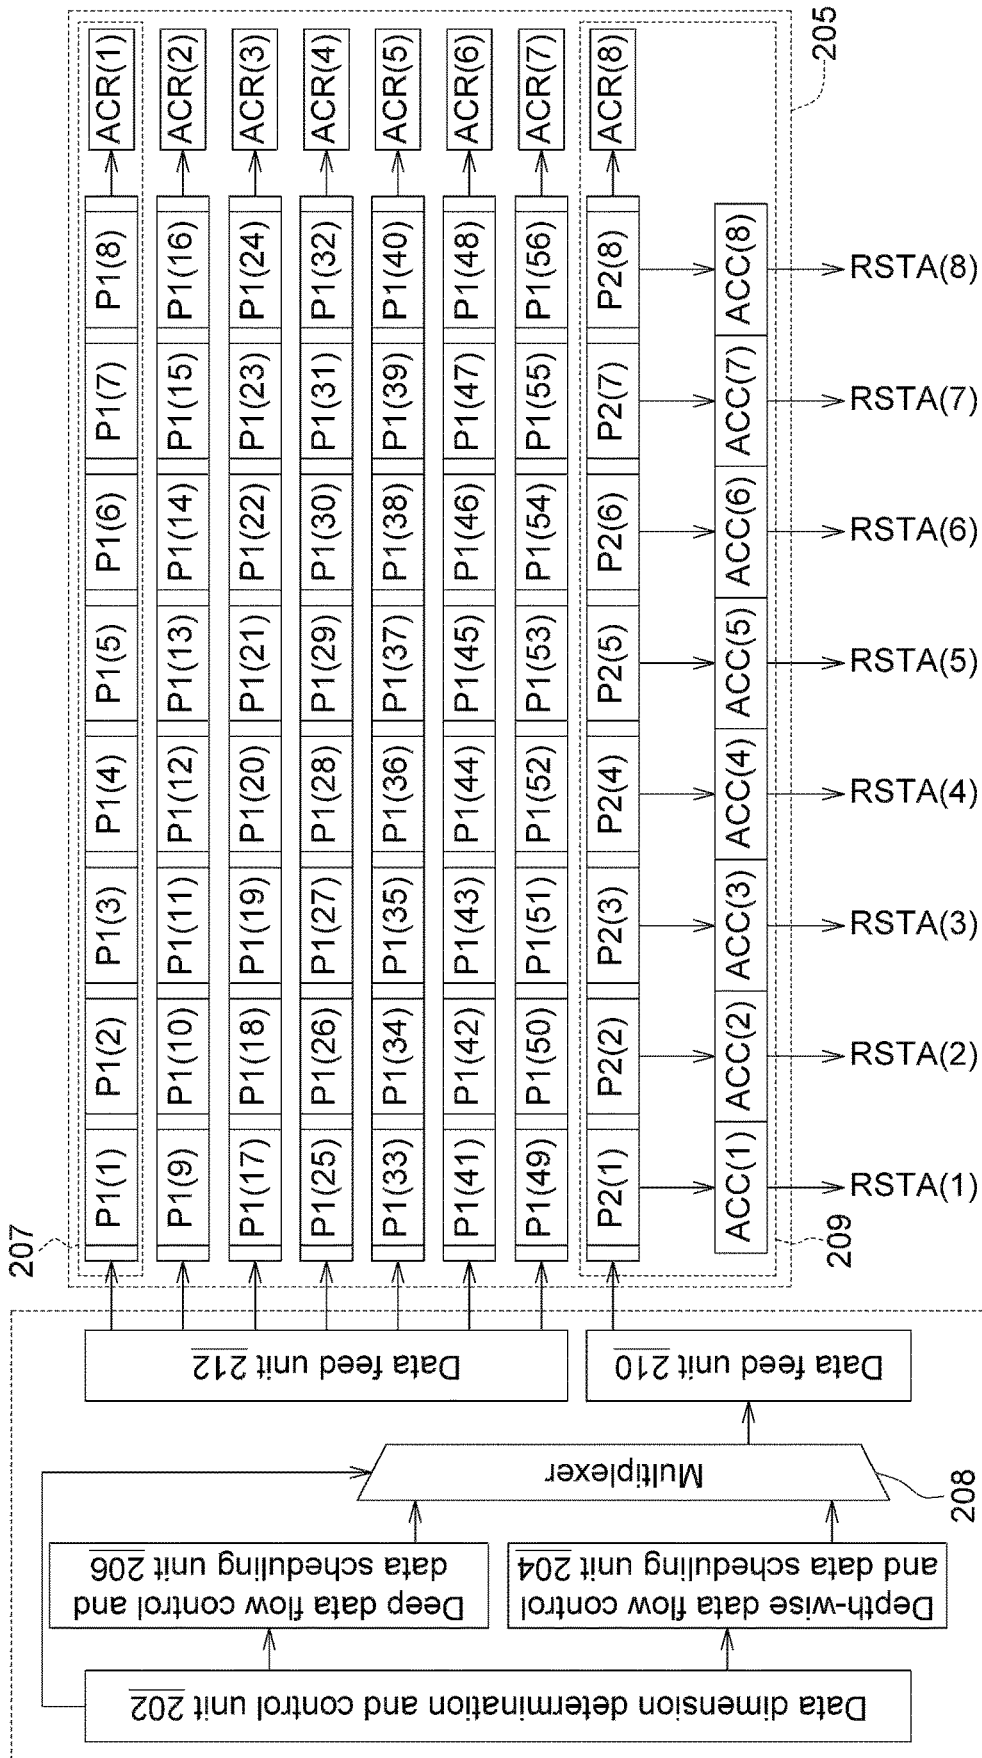 207
P1(1) P1(2) P1(3) P1(4) P1(5) P1(6) P1(7) P1(8) ACR(1)
P1(9) P1(10) P1(11) P1(12) P1(13) P1(14) P1(15) P1(16) ACR(2)
P1(17) P1(18) P1(19) P1(20) P1(21) P1(22) P1(23) P1(24) ACR(3)
P1(25) P1(26) P1(27) P1(28) P1(29) P1(30) P1(31) P1(32) ACR(4)
P1(33) P1(34) P1(35) P1(36) P1(37) P1(38) P1(39) P1(40) ACR(5)
P1(41) P1(42) P1(43) P1(44) P1(45) P1(46) P1(47) P1(48) ACR(6)
P1(49) P1(50) P1(51) P1(52) P1(53) P1(54) P1(55) P1(56) ACR(7)
P2(1) P2(2) P2(3) P2(4) P2(5) P2(6) P2(7) P2(8) ACR(8)
ACC(1) ACC(2) ACC(3) ACC(4) ACC(5) ACC(6) ACC(7) ACC(8)
RSTA(1) RSTA(2) RSTA(3) RSTA(4) RSTA(5) RSTA(6) RSTA(7) RSTA(8)
205
209
Data feed unit 212
Data feed unit 210
Multiplexer
208
Deep data flow control and
data scheduling unit 206
Depth-wise data flow control
and data scheduling unit 204
Data dimension determination and control unit 202